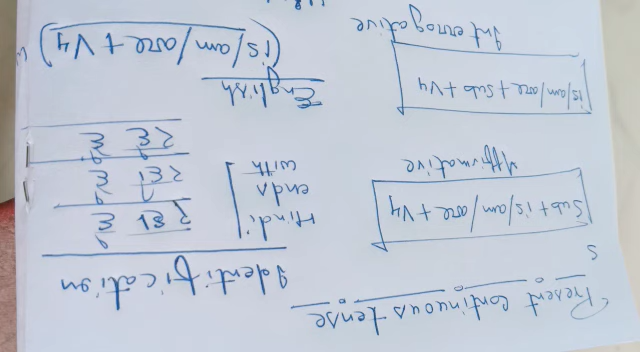 Present continuous tense
S
Sub + is/am/are + V4
Affirmative
is/am/are + Sub + V4
Interrogative
Identification
Hindi
ends
with
रहा है
रही है
रहे हैं
English
(is/am/are + V4)